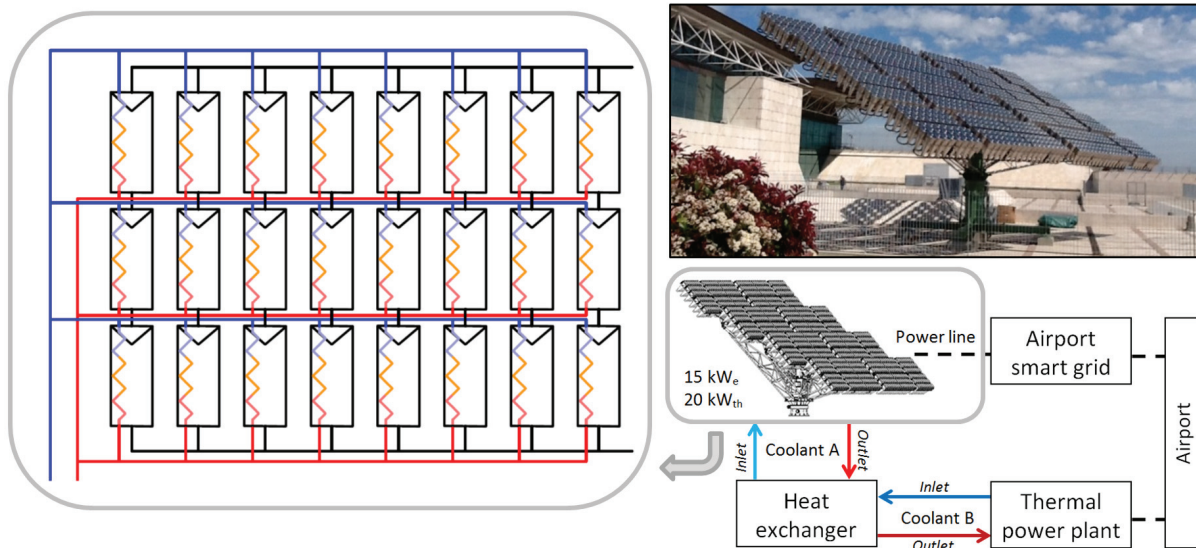 Power line
15 kWe
20 kWth
Airport
smart grid
Airport
Inlet
Coolant A
Outlet
Heat
exchanger
Inlet
Coolant B
Outlet
Thermal
power plant